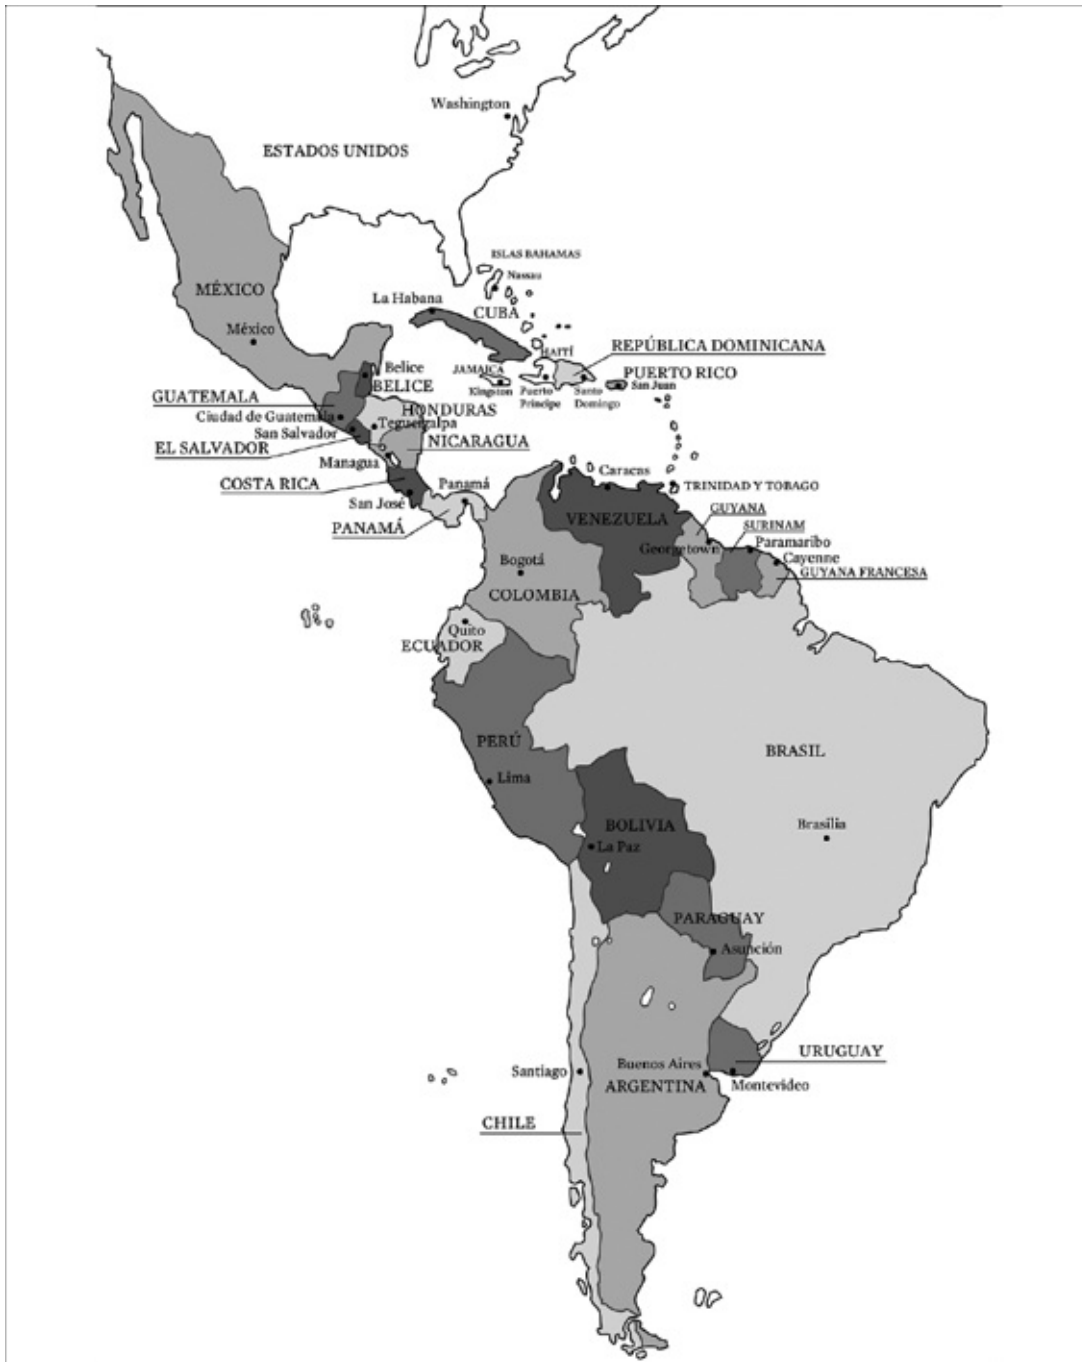 Washington
ESTADOS UNIDOS
ISLAS BAHAMAS
Nassau
MÉXICO
La Habana
CUBA
México
HAITÍ
REPÚBLICA DOMINICANA
Belice
JAMAICA
PUERTO RICO
BELICE
Kingston
Puerto
Príncipe
Santo
Domingo
San Juan
GUATEMALA
HONDURAS
Ciudad de Guatemala
Tegucigalpa
San Salvador
NICARAGUA
EL SALVADOR
Managua
COSTA RICA
Panamá
Caracas
TRINIDAD Y TOBAGO
San José
GUYANA
PANAMÁ
VENEZUELA
SURINAM
Georgetown
Paramaribo
Bogotá
Cayenne
GUYANA FRANCESA
COLOMBIA
Quito
ECUADOR
PERÚ
BRASIL
Lima
BOLIVIA
Brasilia
La Paz
PARAGUAY
Asunción
URUGUAY
Santiago
Buenos Aires
ARGENTINA
Montevideo
CHILE